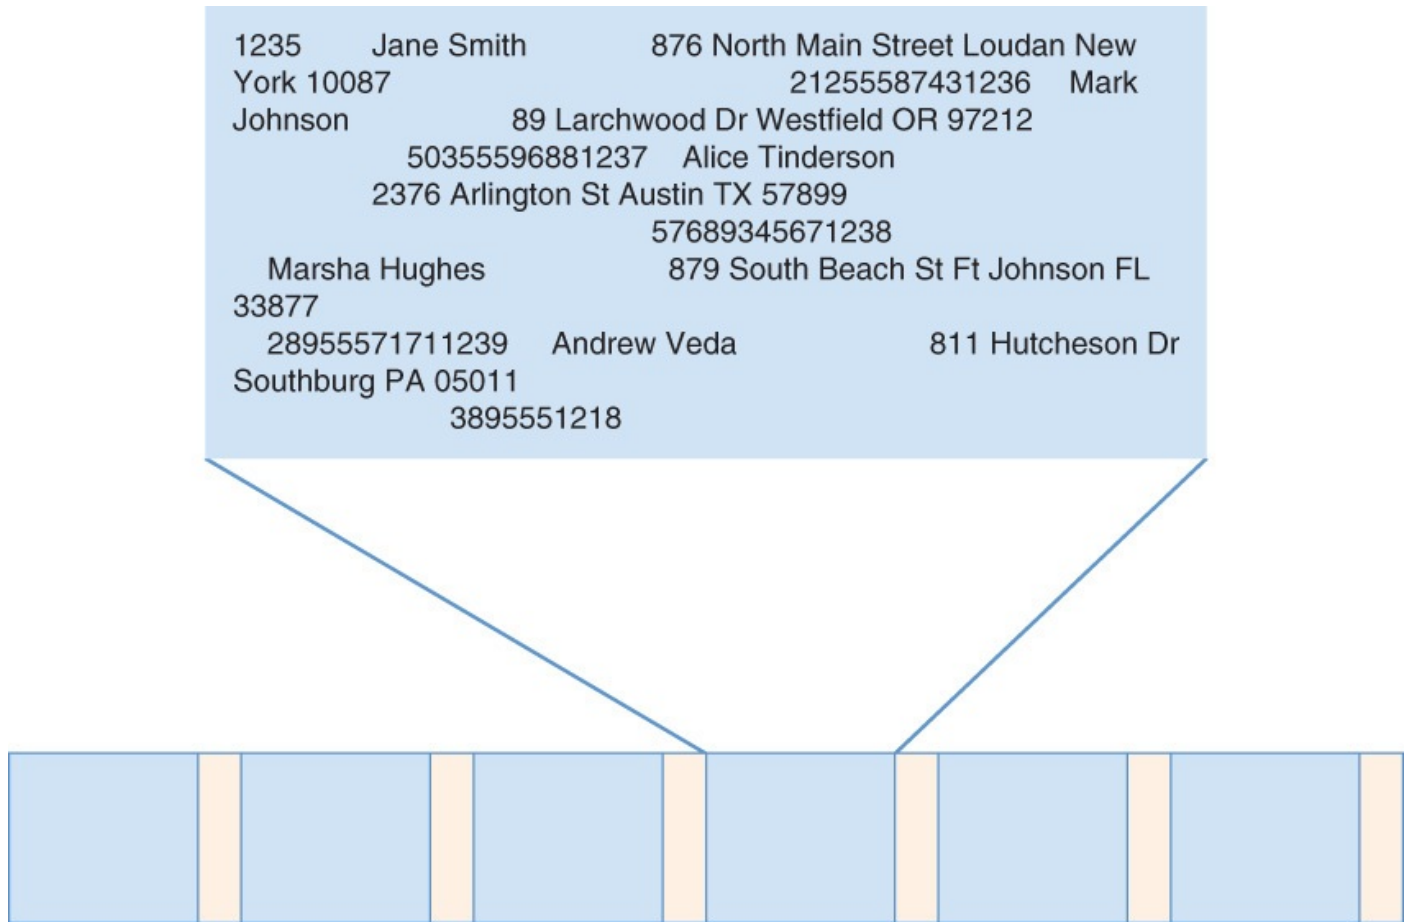 1235 Jane Smith 876 North Main Street Loudan New
York 10087 21255587431236 Mark
Johnson 89 Larchwood Dr Westfield OR 97212
50355596881237 Alice Tinderson
2376 Arlington St Austin TX 57899
57689345671238
Marsha Hughes 879 South Beach St Ft Johnson FL
33877
28955571711239 Andrew Veda 811 Hutcheson Dr
Southburg PA 05011
3895551218